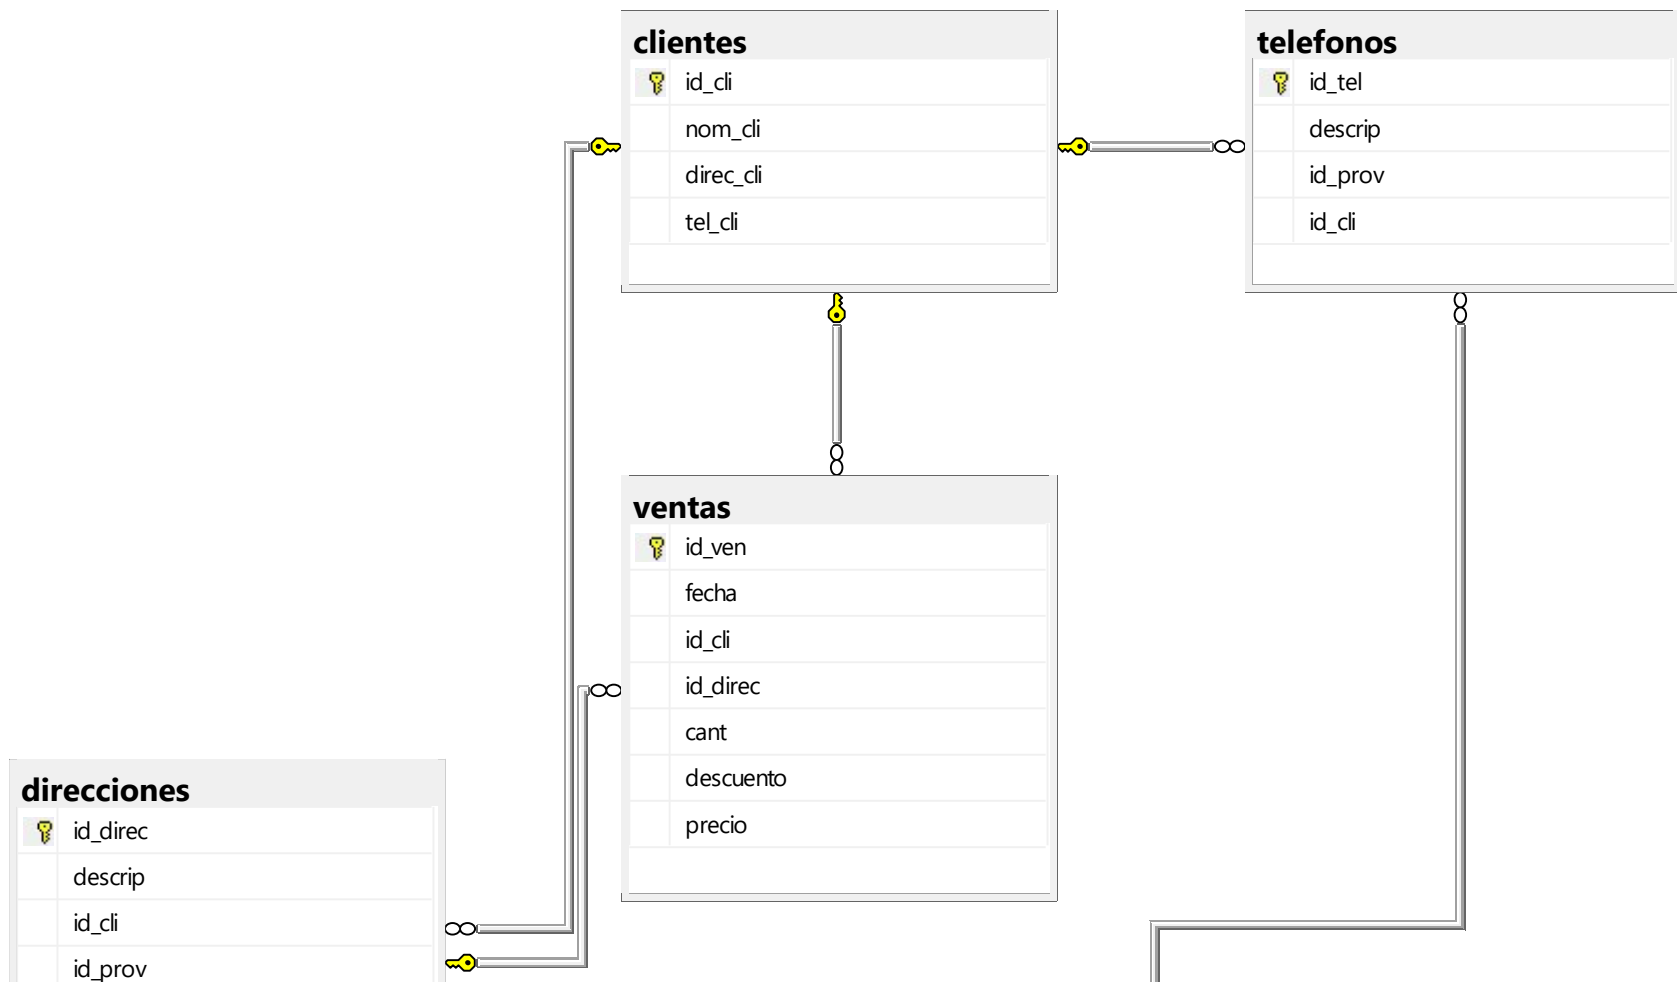 clientes
id_cli
nom_cli
direc_cli
tel_cli
telefonos
id_tel
descrip
id_prov
id_cli
ventas
id_ven
fecha
id_cli
id_direc
cant
descuento
precio
direcciones
id_direc
descrip
id_cli
id_prov